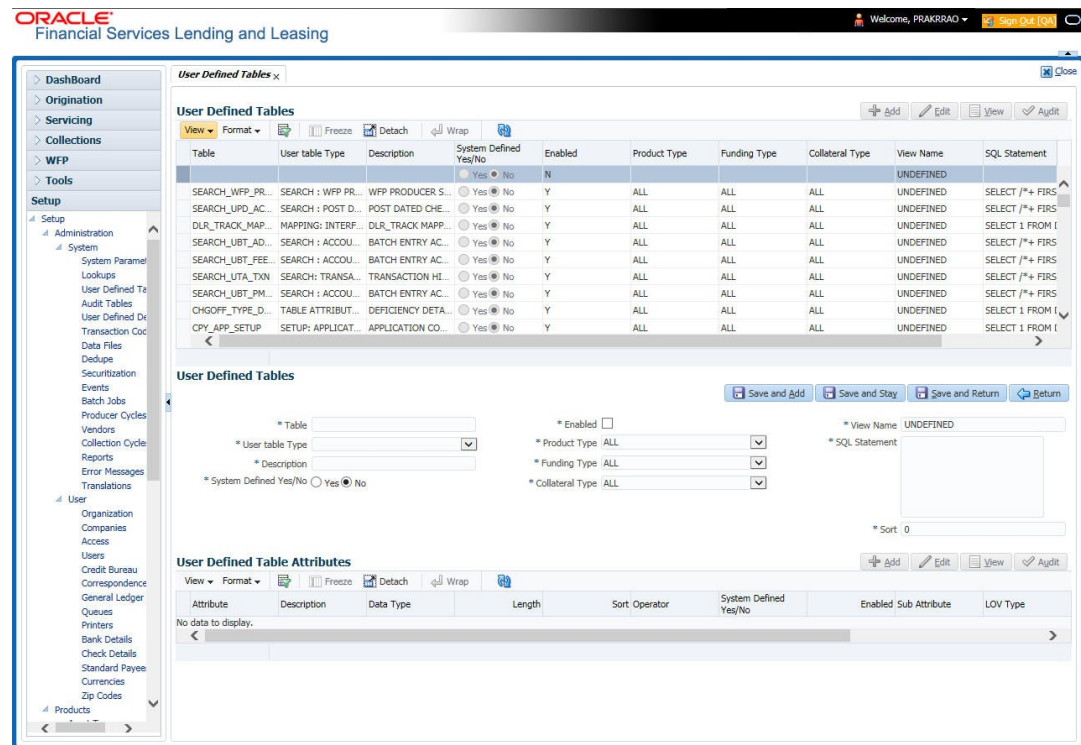 ORACLE
Financial Services Lending and Leasing
Welcome, PRAKRRAO
Sign Out [QA]
DashBoard
Origination
Servicing
Collections
WFP
Tools
Setup
Setup
Administration
System
System Paramet
Lookups
User Defined Ta
Audit Tables
User Defined De
Transaction Cod
Data Files
Dedupe
Securitization
Events
Batch Jobs
Producer Cycles
Vendors
Collection Cycle
Reports
Error Messages
Translations
User
Organization
Companies
Access
Users
Credit Bureau
Correspondence
General Ledger
Queues
Printers
Bank Details
Check Details
Standard Payee
Currencies
Zip Codes
Products
User Defined Tables
Close
User Defined Tables
Add Edit View Audit
View Format Freeze Detach Wrap
Table User table Type Description System Defined Yes/No Enabled Product Type Funding Type Collateral Type View Name SQL Statement
Yes No N UNDEFINED
SEARCH_WFP_PR... SEARCH : WFP PR... WFP PRODUCER S... Yes No Y ALL ALL ALL UNDEFINED SELECT /*+ FIRS
SEARCH_UPD_AC... SEARCH : POST D... POST DATED CHE... Yes No Y ALL ALL ALL UNDEFINED SELECT /*+ FIRS
DLR_TRACK_MAP... MAPPING: INTERF... DLR_TRACK MAPP... Yes No Y ALL ALL ALL UNDEFINED SELECT 1 FROM
SEARCH_UBT_AD... SEARCH : ACCOU... BATCH ENTRY AC... Yes No Y ALL ALL ALL UNDEFINED SELECT /*+ FIRS
SEARCH_UBT_FEE... SEARCH : ACCOU... BATCH ENTRY AC... Yes No Y ALL ALL ALL UNDEFINED SELECT /*+ FIRS
SEARCH_UTA_TXN SEARCH: TRANSA... TRANSACTION HI... Yes No Y ALL ALL ALL UNDEFINED SELECT /*+ FIRS
SEARCH_UBT_PM... SEARCH : ACCOU... BATCH ENTRY AC... Yes No Y ALL ALL ALL UNDEFINED SELECT /*+ FIRS
CHGOFF_TYPE_D... TABLE ATTRIBUT... DEFICIENCY DETA... Yes No Y ALL ALL ALL UNDEFINED SELECT 1 FROM
CPY_APP_SETUP SETUP: APPLICAT... APPLICATION CO... Yes No Y ALL ALL ALL UNDEFINED SELECT 1 FROM
User Defined Tables
Save and Add Save and Stay Save and Return Return
* Table * Enabled * View Name UNDEFINED
* User table Type * Product Type ALL * SQL Statement
* Description * Funding Type ALL
* System Defined Yes/No Yes No * Collateral Type ALL
* Sort 0
User Defined Table Attributes
Add Edit View Audit
View Format Freeze Detach Wrap
Attribute Description Data Type Length Sort Operator System Defined Yes/No Enabled Sub Attribute LOV Type
No data to display.